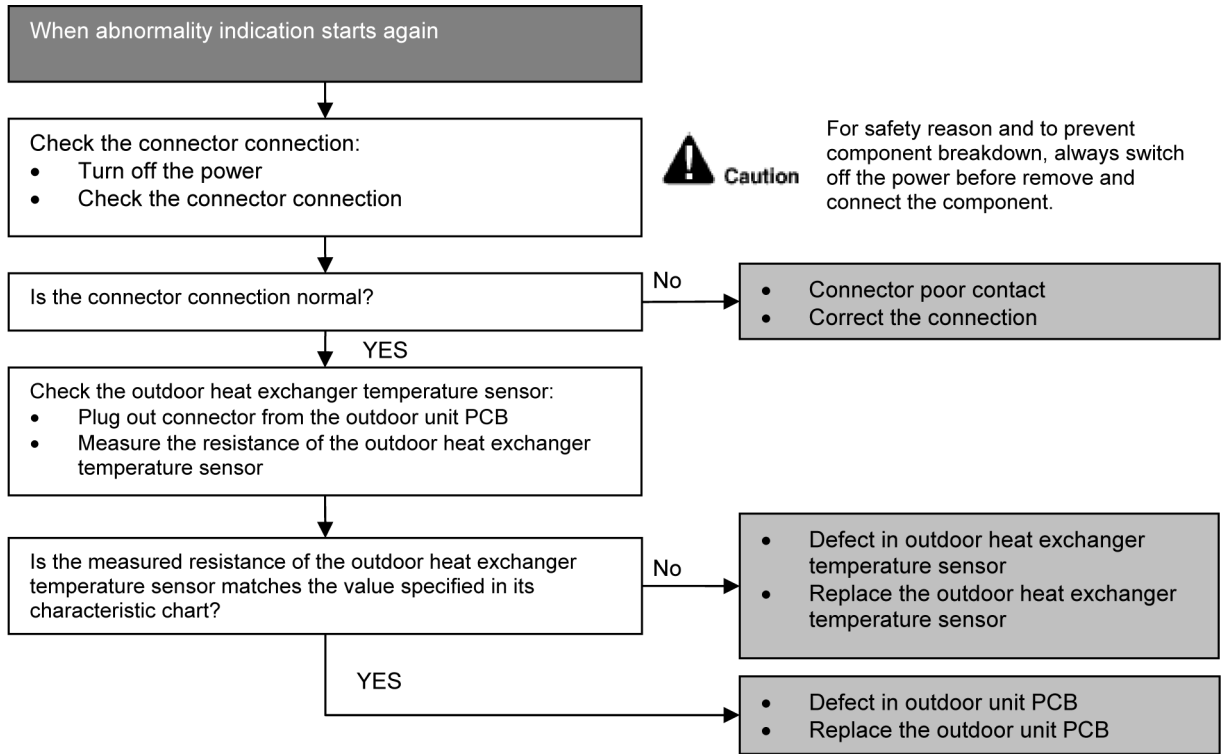 When abnormality indication starts again
Check the connector connection:
• Turn off the power
• Check the connector connection
Caution
For safety reason and to prevent
component breakdown, always switch
off the power before remove and
connect the component.
Is the connector connection normal?
No
• Connector poor contact
• Correct the connection
YES
Check the outdoor heat exchanger temperature sensor:
• Plug out connector from the outdoor unit PCB
• Measure the resistance of the outdoor heat exchanger
temperature sensor
Is the measured resistance of the outdoor heat exchanger
temperature sensor matches the value specified in its
characteristic chart?
No
• Defect in outdoor heat exchanger
temperature sensor
• Replace the outdoor heat exchanger
temperature sensor
YES
• Defect in outdoor unit PCB
• Replace the outdoor unit PCB